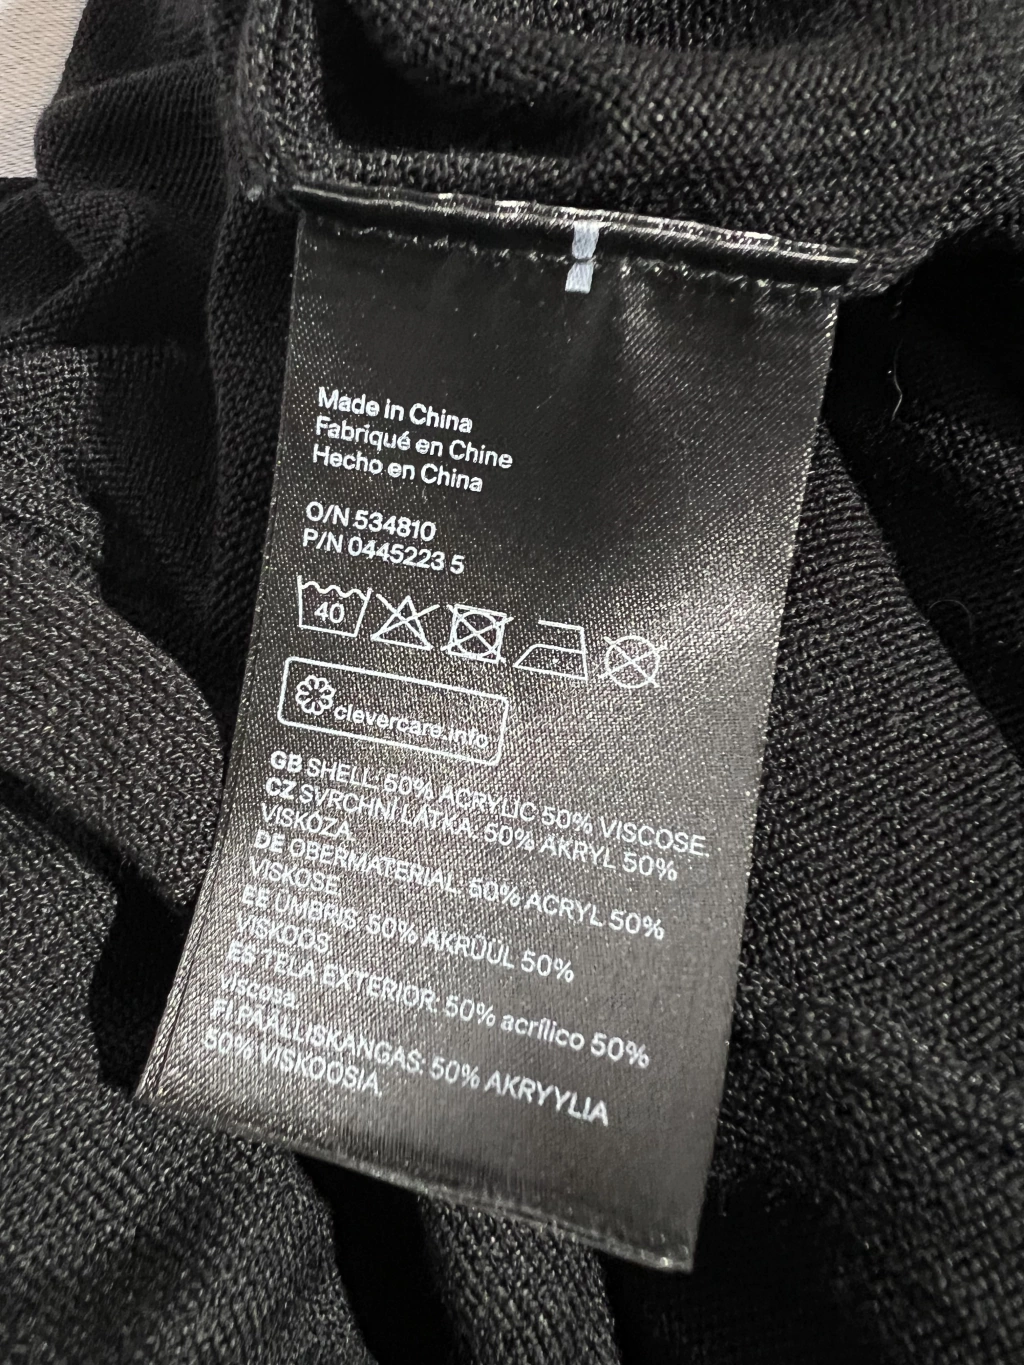 Made in China
Fabriqué en Chine
Hecho en China
O/N 534810
P/N 0445223 5
40
clevercare.info
GB SHELL: 50% ACRYLIC 50% VISCOSE.
CZ SVRCHNÍ LÁTKA: 50% AKRYL 50%
VISKÓZA.
DE OBERMATERIAL: 50% ACRYL 50%
VISKOSE.
EE ÜMBRIS: 50% AKRÜÜL 50%
VISKOOS.
ES TELA EXTERIOR: 50% acrílico 50%
viscosa.
FI PÄÄLLISKANGAS: 50% AKRYYLIA
50% VISKOOSIA.